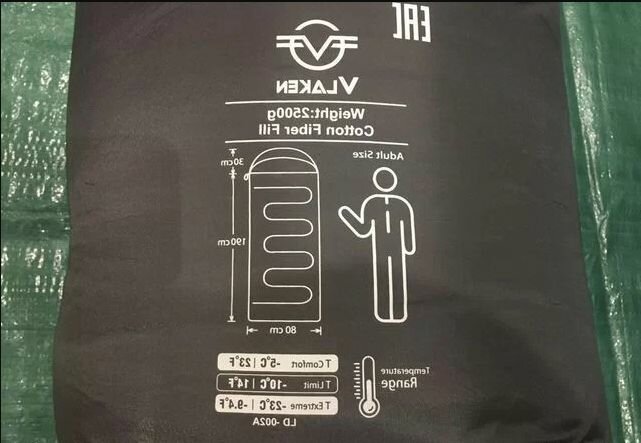 EAC
VLAKEN
Weight:2500g
Cotton Fiber Fill
Adult Size
30cm
190cm
80 cm
Temperature
Range
T Comfort -5°C | 23°F
T Limit -10°C | 14°F
T Extreme -23°C | -9.4°F
LD -002A